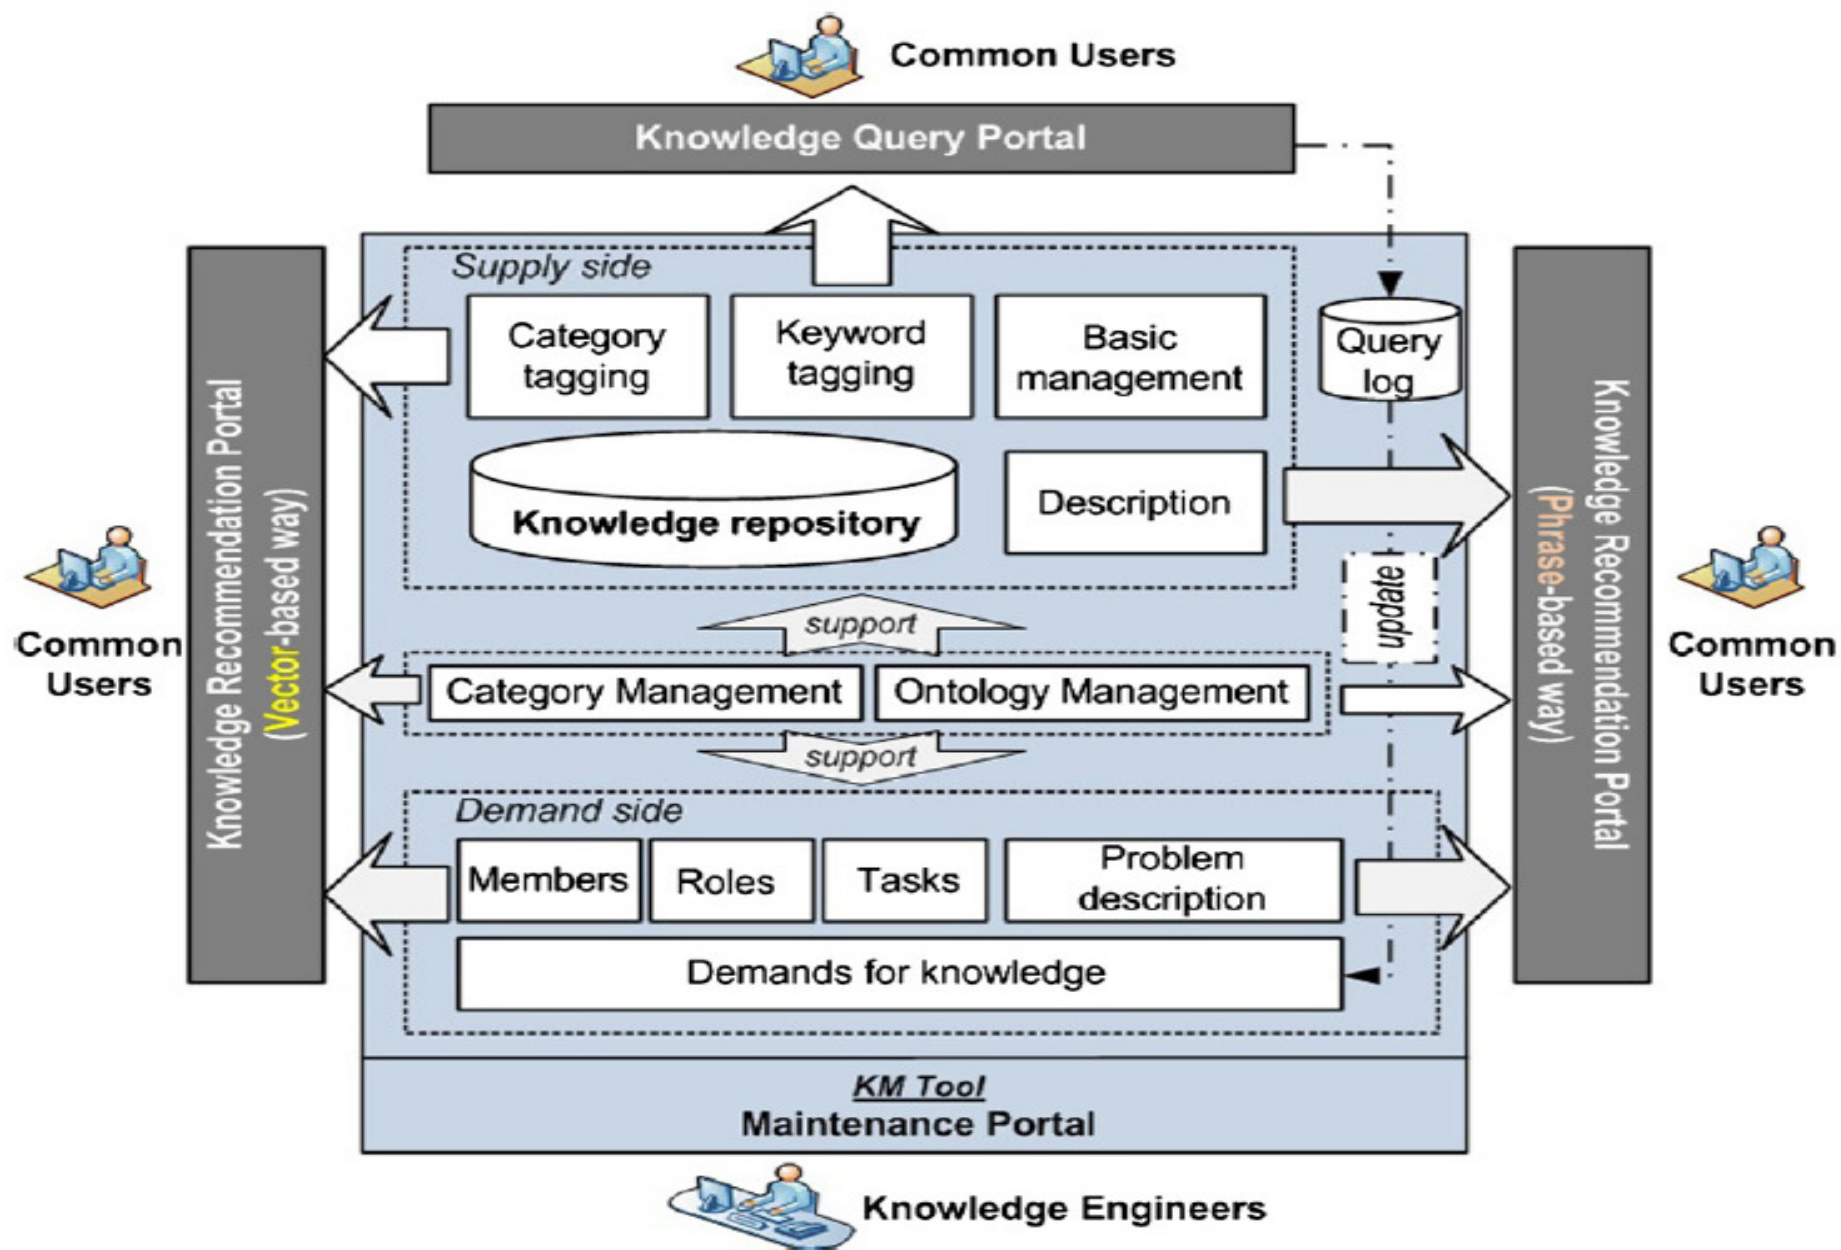 Common Users
Knowledge Query Portal
Supply side
Category
tagging
Keyword
tagging
Basic
management
Query
log
Knowledge repository
Description
Knowledge Recommendation Portal
(Vector-based way)
Common
Users
Knowledge Recommendation Portal
(Phrase-based way)
Common
Users
update
support
Category Management
Ontology Management
support
Demand side
Members
Roles
Tasks
Problem
description
Demands for knowledge
KM Tool
Maintenance Portal
Knowledge Engineers